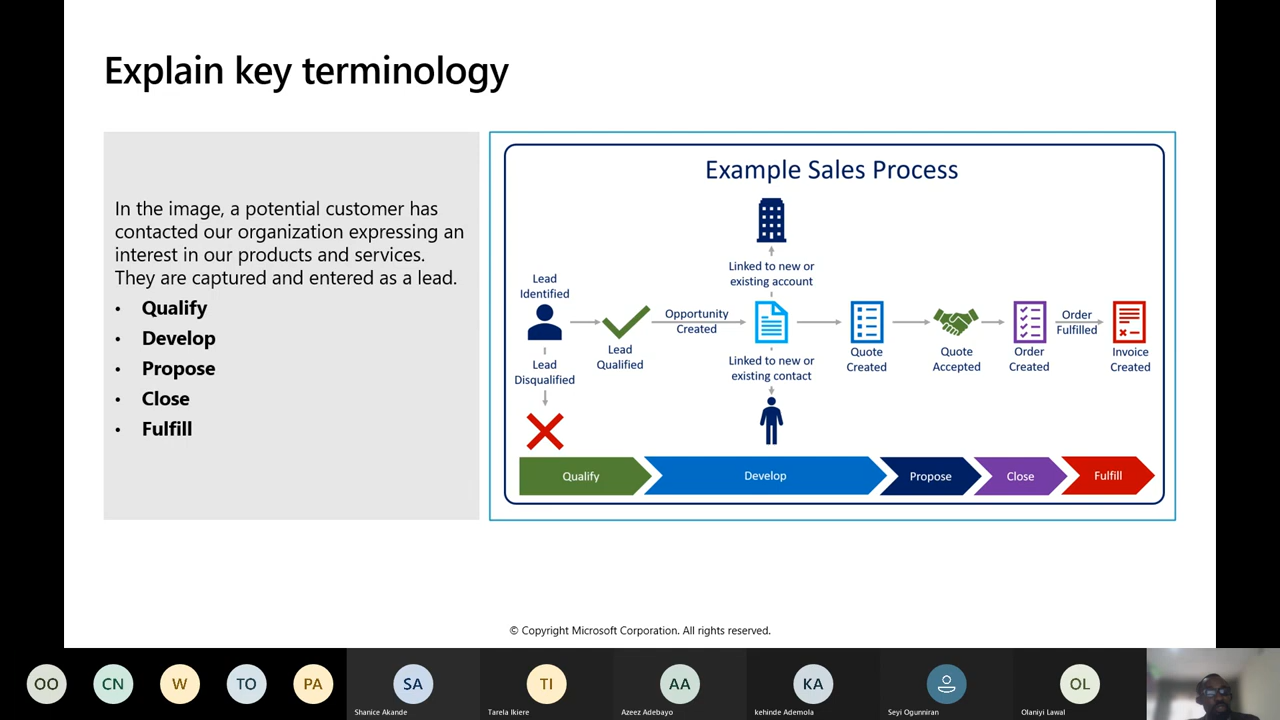 Explain key terminology
In the image, a potential customer has
contacted our organization expressing an
interest in our products and services.
They are captured and entered as a lead.
• Qualify
• Develop
• Propose
• Close
• Fulfill
Example Sales Process
Linked to new or
existing account
Lead
Identified
Opportunity
Created
Order
Fulfilled
Lead
Qualified
Lead
Disqualified
Linked to new or
existing contact
Quote
Created
Quote
Accepted
Order
Created
Invoice
Created
Qualify
Develop
Propose
Close
Fulfill
© Copyright Microsoft Corporation. All rights reserved.
OO
CN
W
TO
PA
SA
TI
AA
KA
OL
Shanice Akande
Tarela Ikiere
Azeez Adebayo
kehinde Ademola
Seyi Ogunniran
Olaniyi Lawal